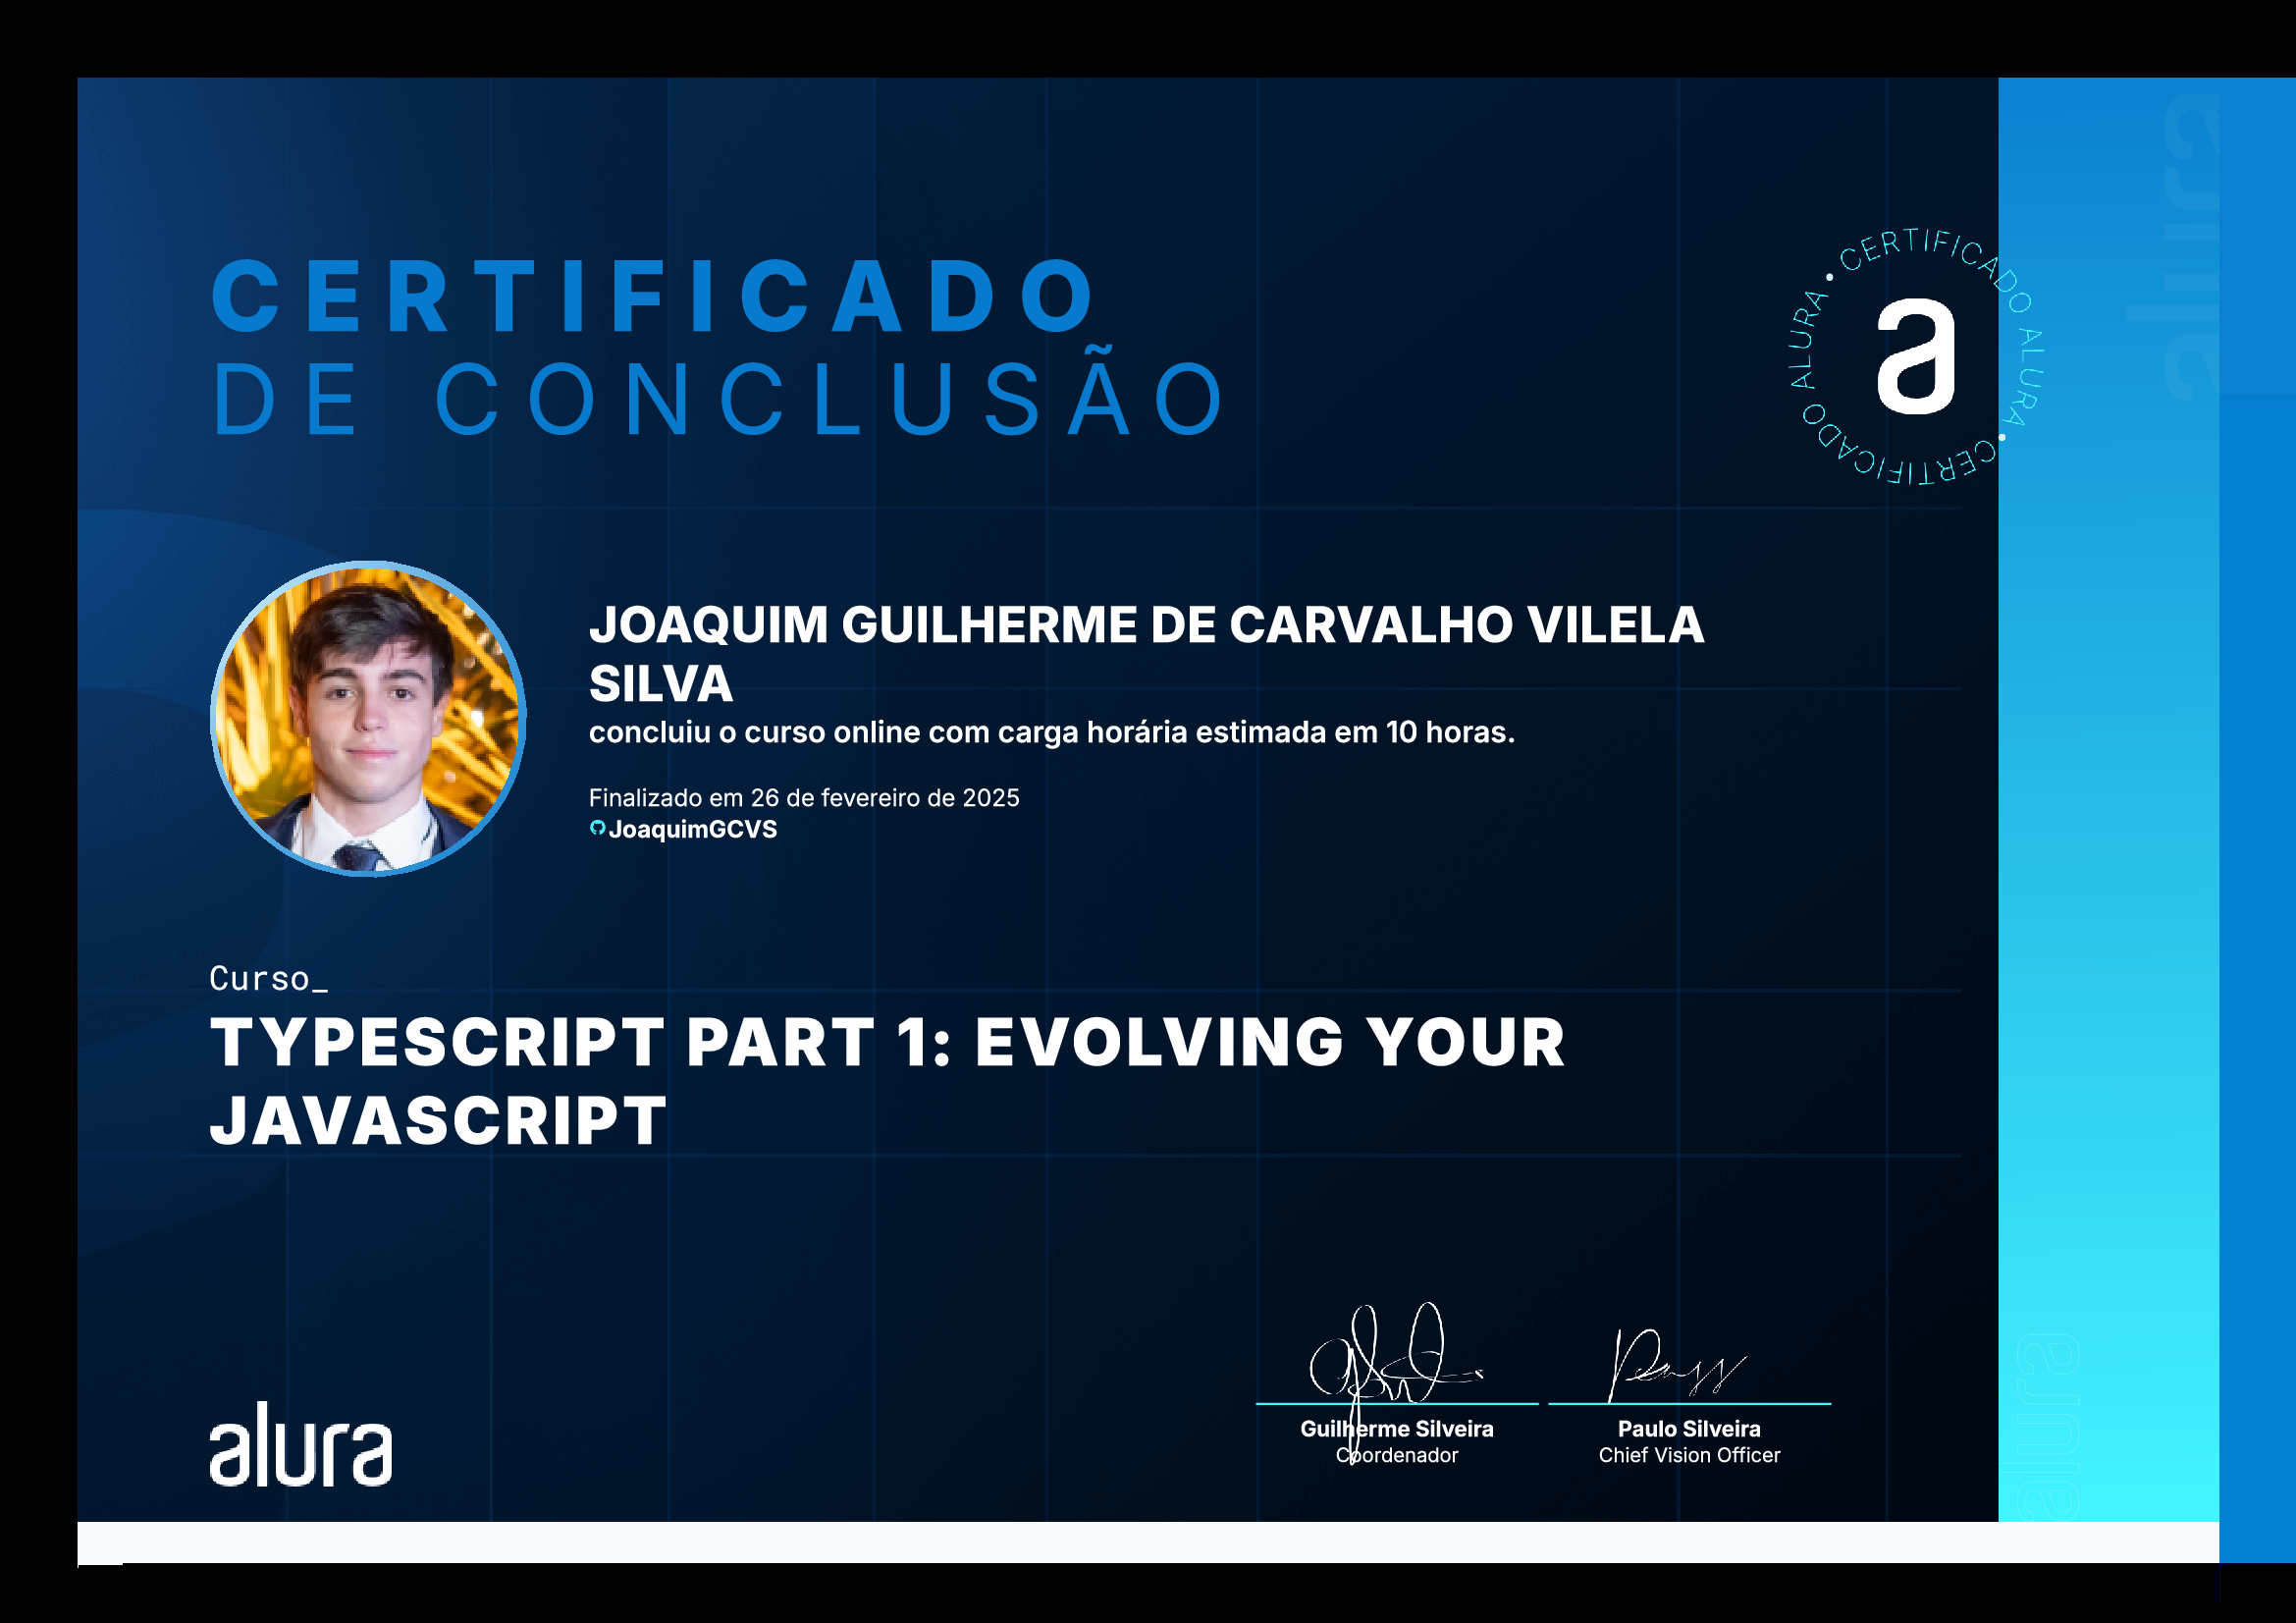 CERTIFICADO
DE CONCLUSÃO
CERTIFICADO ALURA • CERTIFICADO ALURA •
a
alura
JOAQUIM GUILHERME DE CARVALHO VILELA
SILVA
concluiu o curso online com carga horária estimada em 10 horas.
Finalizado em 26 de fevereiro de 2025
JoaquimGCVS
Curso_
TYPESCRIPT PART 1: EVOLVING YOUR
JAVASCRIPT
Guilherme Silveira
Coordenador
Paulo Silveira
Chief Vision Officer
alura
alura